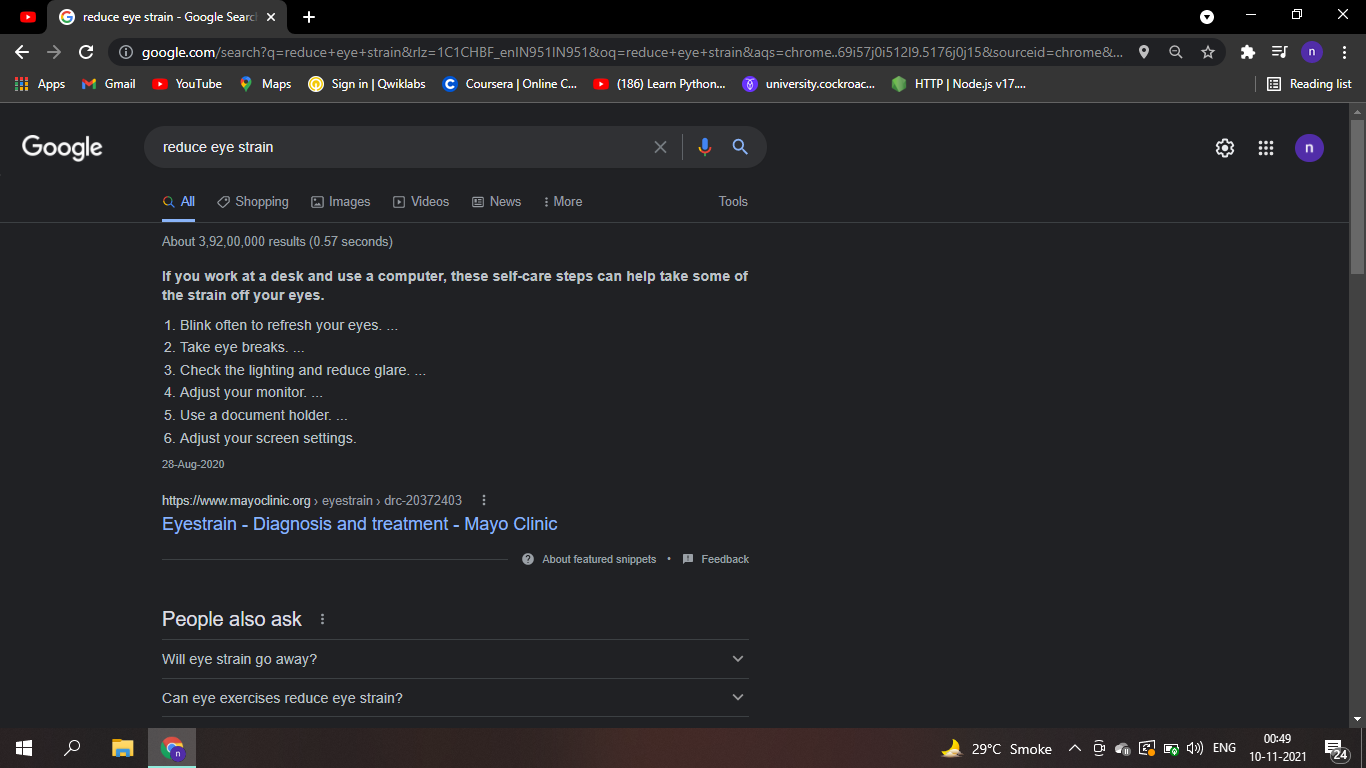 reduce eye strain - Google Searc
google.com/search?q=reduce+eye+strain&rlz=1C1CHBF_enIN951IN951&oq=reduce+eye+strain&aqs=chrome..69i57j0i512l9.5176j0j15&sourceid=chrome&...
n
Apps Gmail YouTube Maps Sign in | Qwiklabs Coursera | Online C... (186) Learn Python... university.cockroac... HTTP | Node.js v17.... Reading list
Google reduce eye strain n
All Shopping Images Videos News More Tools
About 3,92,00,000 results (0.57 seconds)
If you work at a desk and use a computer, these self-care steps can help take some of
the strain off your eyes.
1. Blink often to refresh your eyes. ...
2. Take eye breaks. ...
3. Check the lighting and reduce glare. ...
4. Adjust your monitor. ...
5. Use a document holder. ...
6. Adjust your screen settings.
28-Aug-2020
https://www.mayoclinic.org › eyestrain › drc-20372403
Eyestrain - Diagnosis and treatment - Mayo Clinic
About featured snippets • Feedback
People also ask
Will eye strain go away?
Can eye exercises reduce eye strain?
n 29°C Smoke ENG 00:49
10-11-2021 24